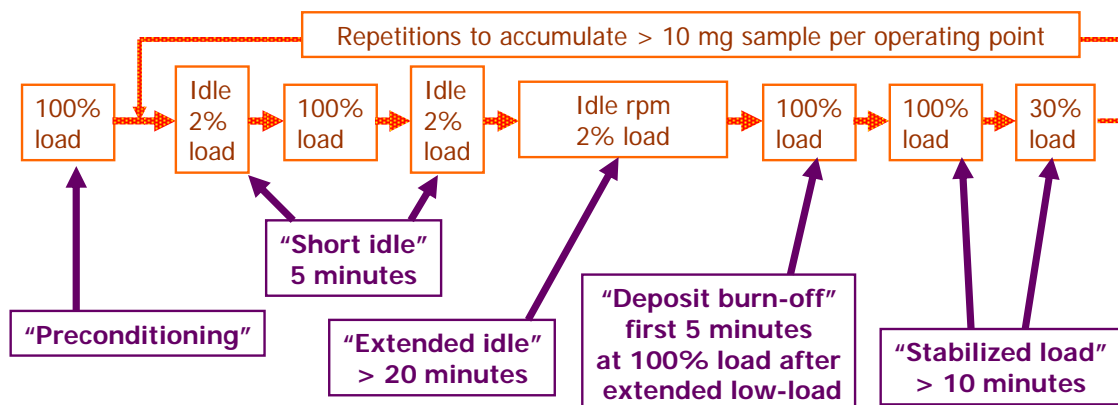 Repetitions to accumulate > 10 mg sample per operating point
100%
load
Idle
2%
load
100%
load
Idle
2%
load
Idle rpm
2% load
100%
load
100%
load
30%
load
“Short idle”
5 minutes
“Preconditioning”
“Extended idle”
> 20 minutes
“Deposit burn-off”
first 5 minutes
at 100% load after
extended low-load
“Stabilized load”
> 10 minutes